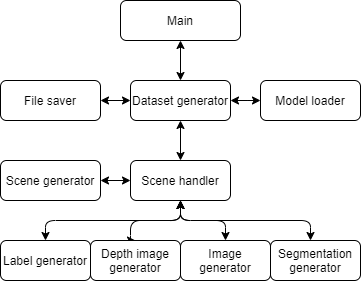 Main
File saver
Dataset generator
Model loader
Scene generator
Scene handler
Label generator
Depth image
generator
Image
generator
Segmentation
generator